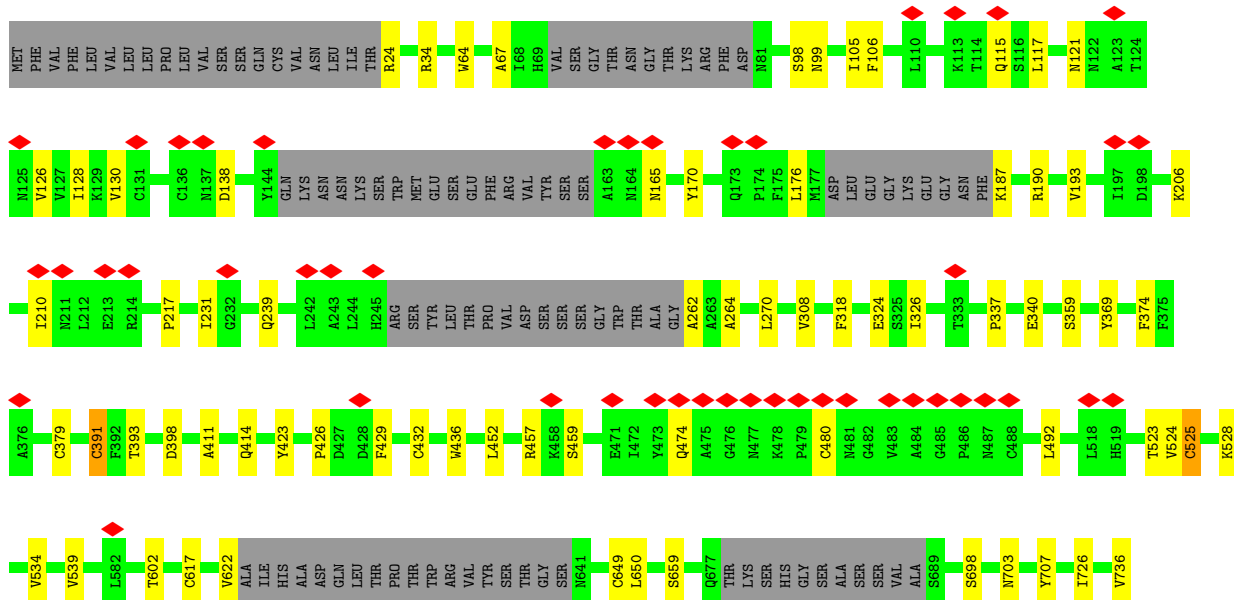 MET PHE VAL PHE LEU VAL LEU LEU PRO LEU VAL SER SER GLN CYS VAL ASN LEU ILE THR R24 R34 W64 A67 I68 H69 VAL SER GLY THR ASN GLY THR LYS ARG PHE ASP N81 S98 N99 I105 F106 L110 K113 T114 Q115 S116 L117 N121 N122 A123 T124
N125 V126 V127 I128 K129 V130 C131 C136 N137 D138 Y144 GLN LYS ASN ASN LYS SER TRP MET GLU SER GLU PHE ARG VAL TYR SER SER A163 N164 N165 Y170 Q173 P174 F175 L176 M177 ASP LEU GLU GLY LYS GLU GLY ASN PHE K187 R190 V193 I197 D198 K206
I210 N211 L212 E213 R214 P217 I231 G232 Q239 L242 A243 L244 H245 ARG SER TYR LEU THR PRO VAL ASP SER SER SER GLY TRP THR ALA GLY A262 A263 A264 L270 V308 F318 E324 S325 I326 T333 P337 E340 S359 Y369 F374 F375
A376 C379 C391 F392 T393 D398 A411 Q414 Y423 P426 D427 D428 F429 C432 W436 L452 R457 K458 S459 E471 I472 Y473 Q474 A475 G476 N477 K478 P479 C480 N481 G482 V483 A484 G485 P486 N487 C488 L492 L518 H519 T523 V524 C525 K528
V534 V539 L582 T602 C617 V622 ALA ILE HIS ALA ASP GLN LEU THR PRO THR TRP ARG VAL TYR SER THR GLY SER N641 C649 L650 S659 Q677 THR LYS SER HIS GLY SER ALA SER SER VAL ALA S689 S698 N703 Y707 I726 V736